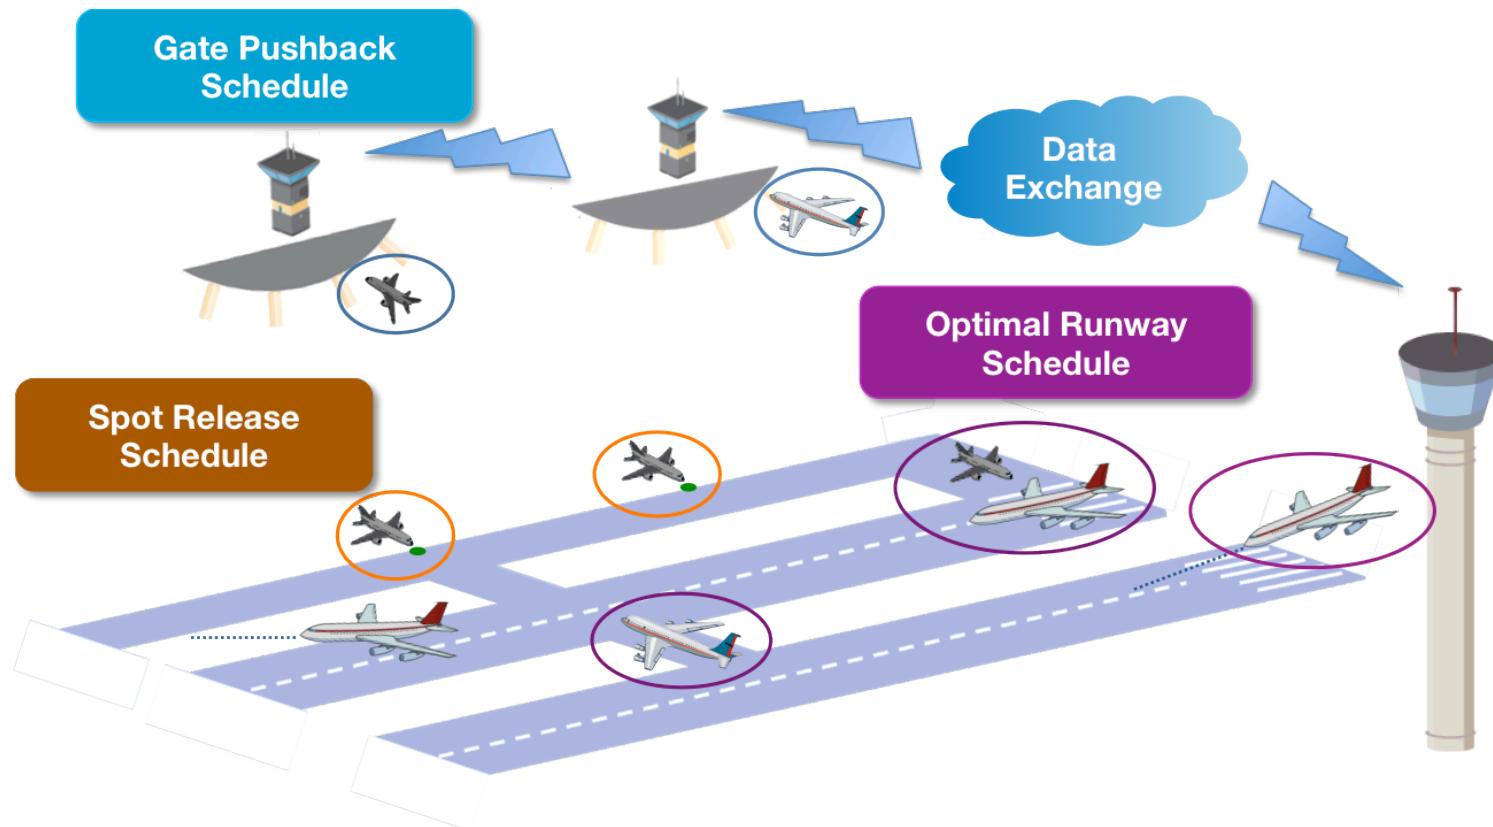 Gate Pushback
Schedule
Data
Exchange
Optimal Runway
Schedule
Spot Release
Schedule